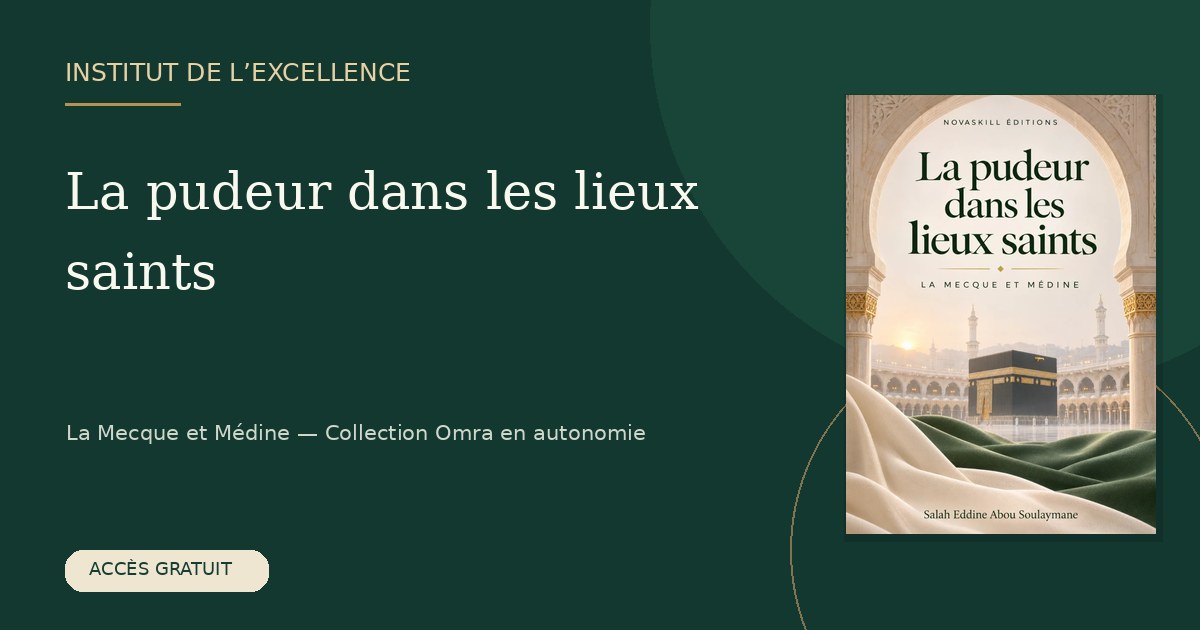 INSTITUT DE L’EXCELLENCE
La pudeur dans les lieux
saints
La Mecque et Médine — Collection Omra en autonomie
ACCÈS GRATUIT
NOVASKILL ÉDITIONS
La pudeur
dans les
lieux saints
LA MECQUE ET MÉDINE
Salah Eddine Abou Soulaymane